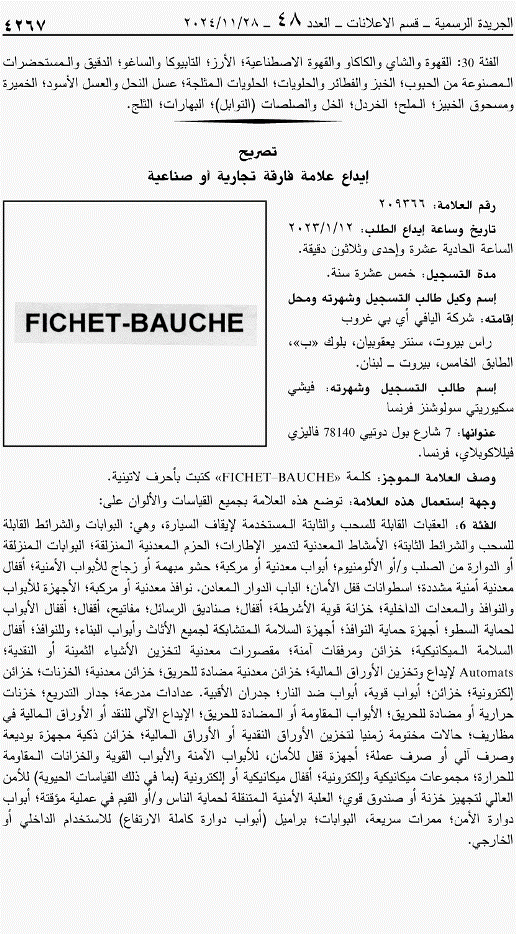 الجريدة الرسمية ــ قسم الاعلانات ــ العدد ٤٨ ــ ٢٠٢٤/١١/٢٨
٤٢٦٧
الفئة 30: القهوة والشاي والكاكاو والقهوة الاصطناعية؛ الأرز؛ التابيوكا والساغو؛ الدقيق والمستحضرات
المصنوعة من الحبوب؛ الخبز والفطائر والحلويات؛ الحلويات المثلجة؛ عسل النحل والعسل الأسود؛ الخميرة
ومسحوق الخبيز؛ الملح؛ الخردل؛ الخل والصلصات (التوابل)؛ البهارات؛ الثلج.
تصريح
إيداع علامة فارقة تجارية أو صناعية
رقم العلامة: ٢٠٩٣٦٦
تاريخ وساعة إيداع الطلب: ٢٠٢٣/١/١٢
الساعة الحادية عشرة وإحدى وثلاثون دقيقة.
مدة التسجيل: خمس عشرة سنة.
إسم وكيل طالب التسجيل وشهرته ومحل
إقامته: شركة اليافي أي بي غروب
راس بيروت، سنتر يعقوبيان، بلوك «ب»،
الطابق الخامس، بيروت ــ لبنان.
إسم طالب التسجيل وشهرته: فيشي
سكيوريتي سولوشنز فرنسا
عنوانها: 7 شارع بول دوتيي 78140 فاليزي
فيللاكوبلاي، فرنسا.
FICHET-BAUCHE
وصف العلامة الموجز: كلمة «FICHET–BAUCHE» كتبت بأحرف لاتينية.
وجهة إستعمال هذه العلامة: توضع هذه العلامة بجميع القياسات والألوان على:
الفئة 6: العقبات القابلة للسحب والثابتة المستخدمة لإيقاف السيارة، وهي: البوابات والشرائط القابلة
للسحب والشرائط الثابتة؛ الأمشاط المعدنية لتدمير الإطارات؛ الحزم المعدنية المنزلقة؛ البوابات المنزلقة
أو الدوارة من الصلب و/أو الألومنيوم؛ أبواب معدنية أو مركبة؛ حشو مبهمة أو زجاج للأبواب الأمنية؛ أقفال
معدنية أمنية مشددة؛ اسطوانات قفل الأمان؛ الباب الدوار المعادن. نوافذ معدنية أو مركبة؛ الأجهزة للأبواب
والنوافذ والمعدات الداخلية؛ خزانة قوية الأشرطة؛ أقفال؛ صناديق الرسائل؛ مفاتيح، أقفال؛ أقفال الأبواب
لحماية السطو؛ أجهزة حماية النوافذ؛ أجهزة السلامة المتشابكة لجميع الأثاث وأبواب البناء؛ وللنوافذ؛ أقفال
السلامة الميكانيكية؛ خزائن ومرفقات آمنة؛ مقصورات معدنية لتخزين الأشياء الثمينة أو النقدية؛
Automats لإيداع وتخزين الأوراق المالية؛ خزائن معدنية مضادة للحريق؛ خزائن معدنية؛ الخزنات؛ خزائن
إلكترونية؛ خزائن؛ أبواب قوية، أبواب ضد النار؛ جدران الأقبية. عدادات مدرعة؛ جدار التدريع؛ خزنات
حرارية أو مضادة للحريق؛ الأبواب المقاومة أو المضادة للحريق؛ الإيداع الآلي للنقد أو الأوراق المالية في
مظاريف؛ حالات مختومة زمنيا لتخزين الأوراق النقدية أو الأوراق المالية؛ خزائن ذكية مجهزة بوديعة
وصرف آلي أو صرف عملة؛ أجهزة قفل للأمان، للأبواب الآمنة والأبواب القوية والخزانات المقاومة
للحرارة؛ مجموعات ميكانيكية وإلكترونية؛ أقفال ميكانيكية أو إلكترونية (بما في ذلك القياسات الحيوية) للأمن
العالي لتجهيز خزنة أو صندوق قوي؛ العلبة الأمنية المتنقلة لحماية الناس و/أو القيم في عملية مؤقتة؛ أبواب
دوارة الأمن؛ ممرات سريعة، البوابات؛ براميل (أبواب دوارة كاملة الارتفاع) للاستخدام الداخلي أو
الخارجي.